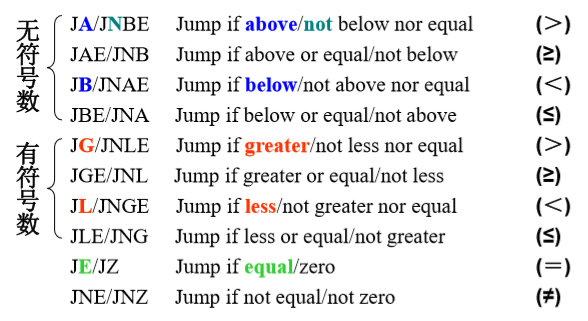 无符号数
JA/JNBE Jump if above/not below nor equal (＞)
JAE/JNB Jump if above or equal/not below (≥)
JB/JNAE Jump if below/not above nor equal (＜)
JBE/JNA Jump if below or equal/not above (≤)
有符号数
JG/JNLE Jump if greater/not less nor equal (＞)
JGE/JNL Jump if greater or equal/not less (≥)
JL/JNGE Jump if less/not greater nor equal (＜)
JLE/JNG Jump if less or equal/not greater (≤)
JE/JZ Jump if equal/zero (＝)
JNE/JNZ Jump if not equal/not zero (≠)